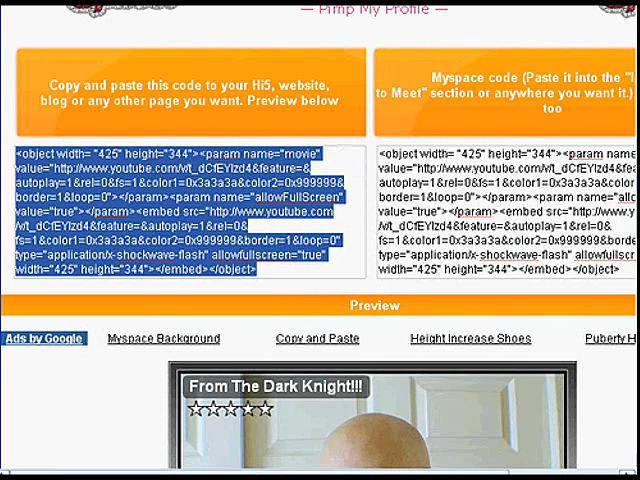 — Pimp My Profile —
Copy and paste this code to your Hi5, website,
blog or any other page you want. Preview below
Myspace code (Paste it into the "I
to Meet" section or anywhere you want it.)
too
<object width= "425" height="344"><param name="movie"
value="http://www.youtube.com/v/t_dCfEYlzd4&feature=&
autoplay=1&rel=0&fs=1&color1=0x3a3a3a&color2=0x999999&
border=1&loop=0"></param><param name="allowFullScreen"
value="true"></param><embed src="http://www.youtube.com
/v/t_dCfEYlzd4&feature=&autoplay=1&rel=0&
fs=1&color1=0x3a3a3a&color2=0x999999&border=1&loop=0"
type="application/x-shockwave-flash" allowfullscreen="true"
width="425" height="344"></embed></object>
<object width= "425" height="344"><param name
value="http://www.youtube.com/v/t_dCfEYlzd4&fea
autoplay=1&rel=0&fs=1&color1=0x3a3a3a&color
border=1&loop=0"></param><param name="allo
value="true"></param><embed src="http://www.y
/v/t_dCfEYlzd4&feature=&autoplay=1&rel=0&
fs=1&color1=0x3a3a3a&color2=0x999999&border
type="application/x-shockwave-flash" allowfullscr
width="425" height="344"></embed></object>
Preview
Ads by Google Myspace Background Copy and Paste Height Increase Shoes Puberty H
From The Dark Knight!!!